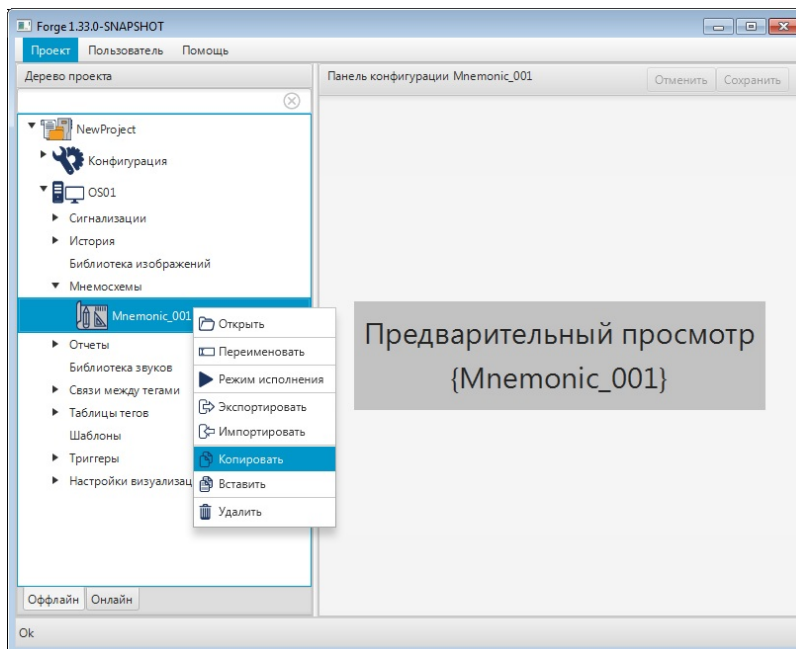 Forge 1.33.0-SNAPSHOT
Проект Пользователь Помощь
Дерево проекта
NewProject
Конфигурация
OS01
Сигнализации
История
Библиотека изображений
Мнемосхемы
Mnemonic_001
Отчеты
Библиотека звуков
Связи между тегами
Таблицы тегов
Шаблоны
Триггеры
Настройки визуализац
Открыть
Переименовать
Режим исполнения
Экспортировать
Импортировать
Копировать
Вставить
Удалить
Оффлайн Онлайн
Панель конфигурации Mnemonic_001 Отменить Сохранить
Предварительный просмотр
{Mnemonic_001}
Ok